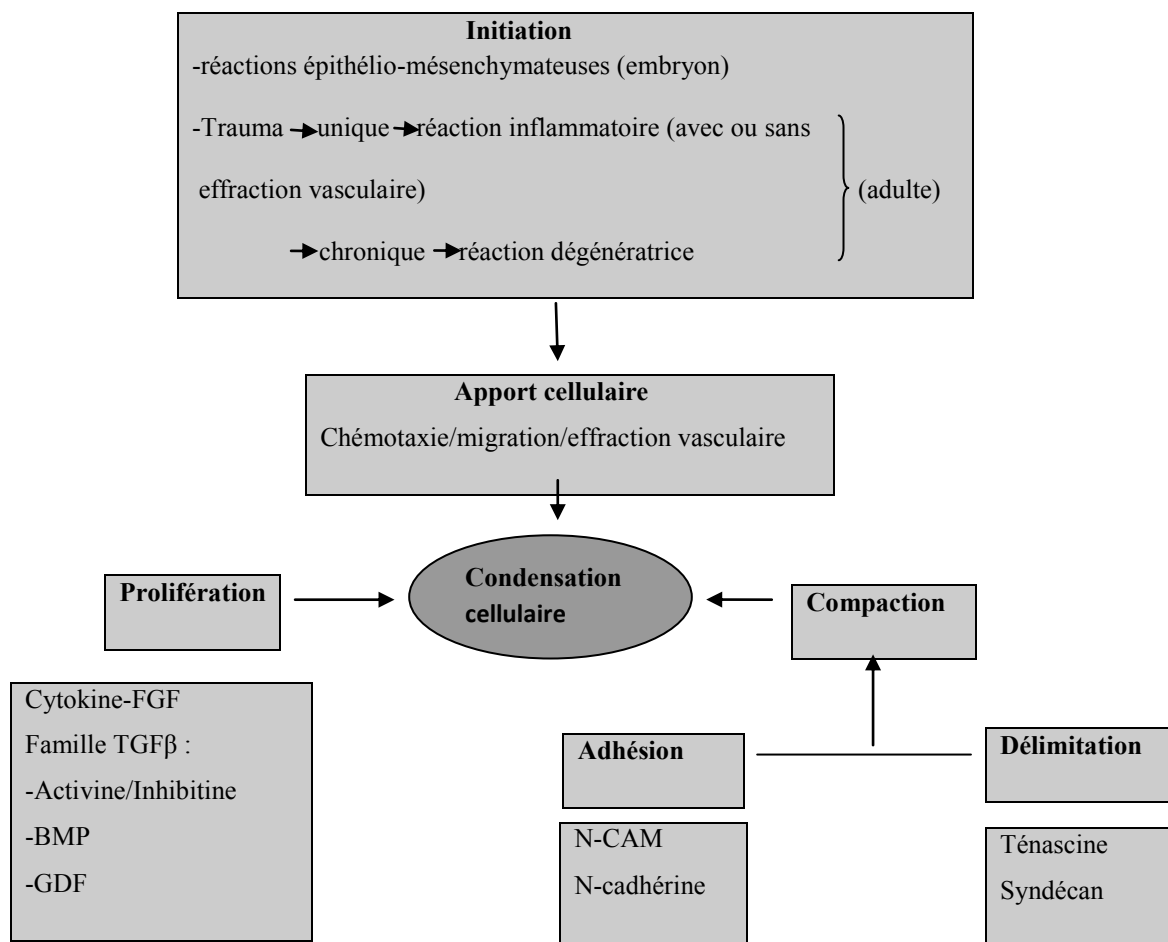 Initiation
-réactions épithélio-mésenchymateuses (embryon)
-Trauma unique réaction inflammatoire (avec ou sans
effraction vasculaire)
(adulte)
chronique réaction dégénératrice
Apport cellulaire
Chémotaxie/migration/effraction vasculaire
Condensation
cellulaire
Prolifération
Compaction
Cytokine-FGF
Famille TGFβ :
-Activine/Inhibitine
-BMP
-GDF
Adhésion
N-CAM
N-cadhérine
Délimitation
Ténascine
Syndécan